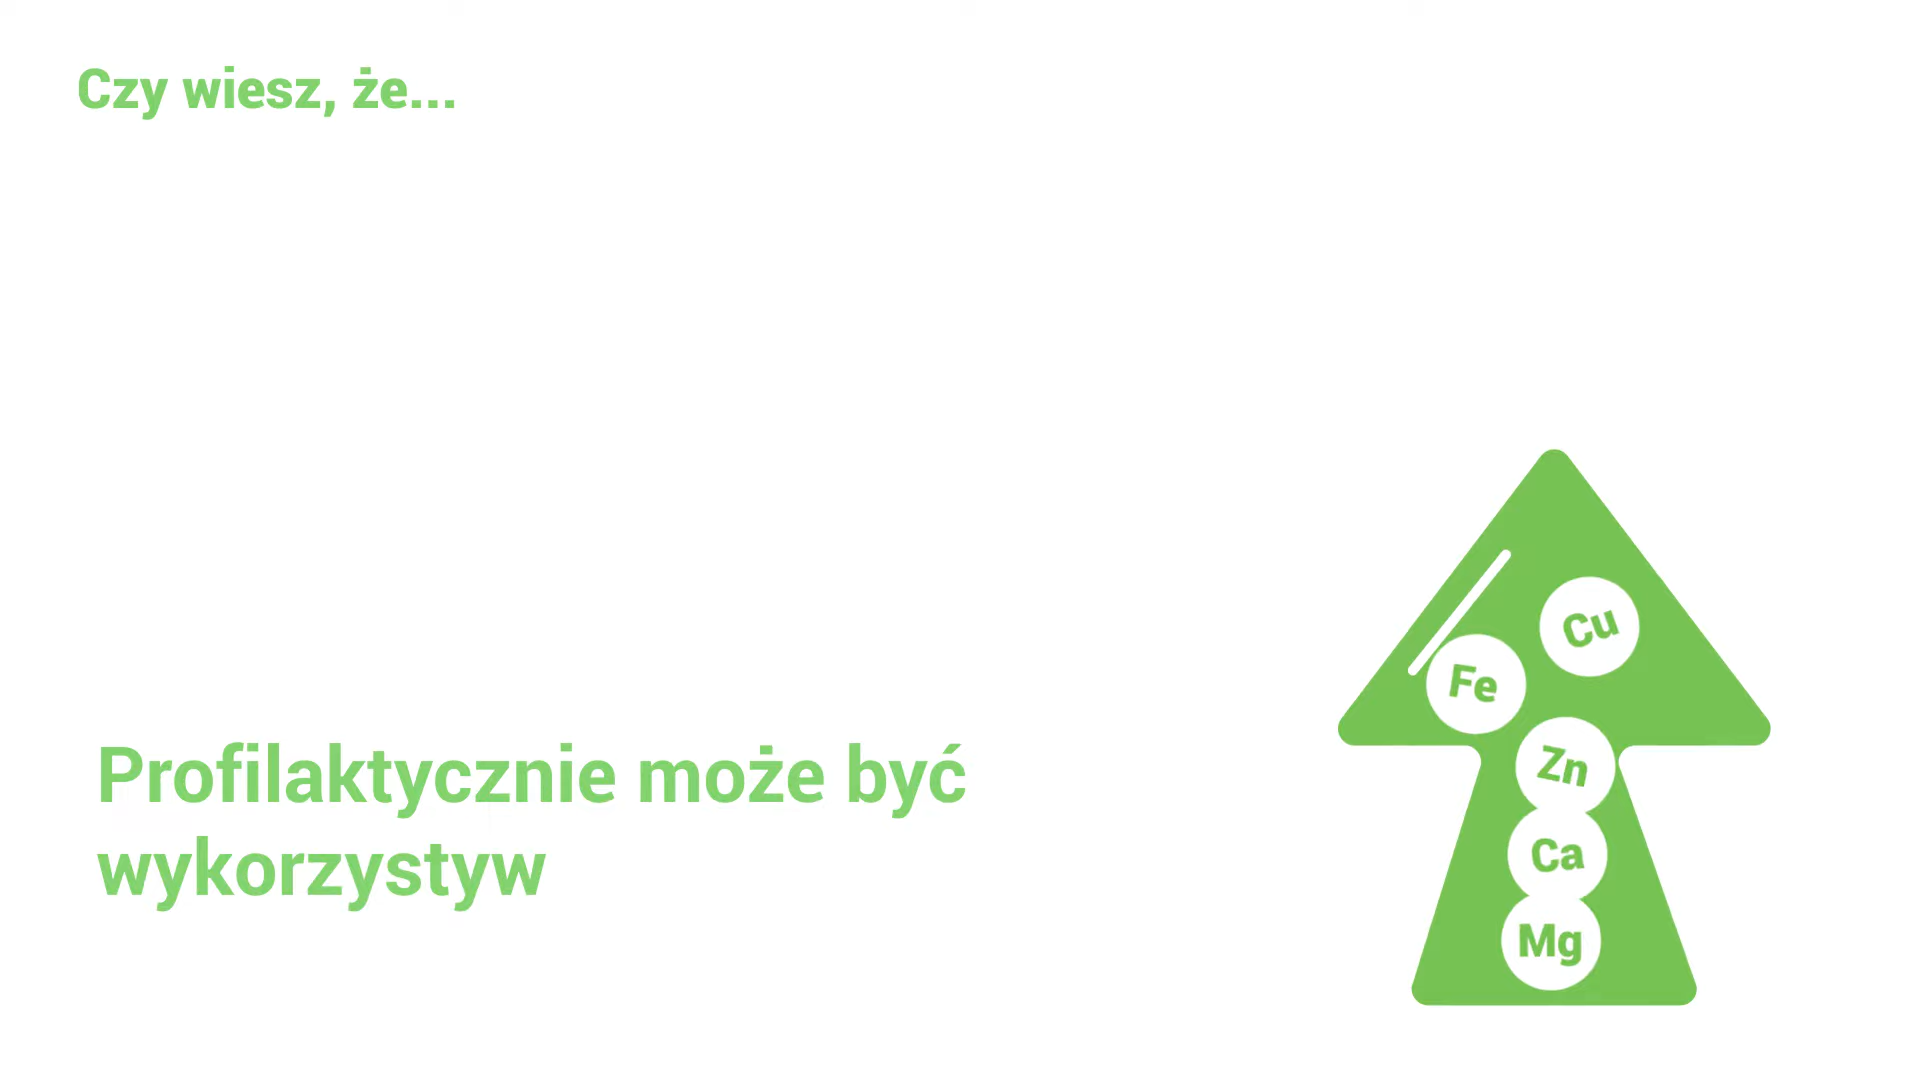 Czy wiesz, że...
Cu
Fe
Zn
Ca
Mg
Profilaktycznie może być
wykorzystyw